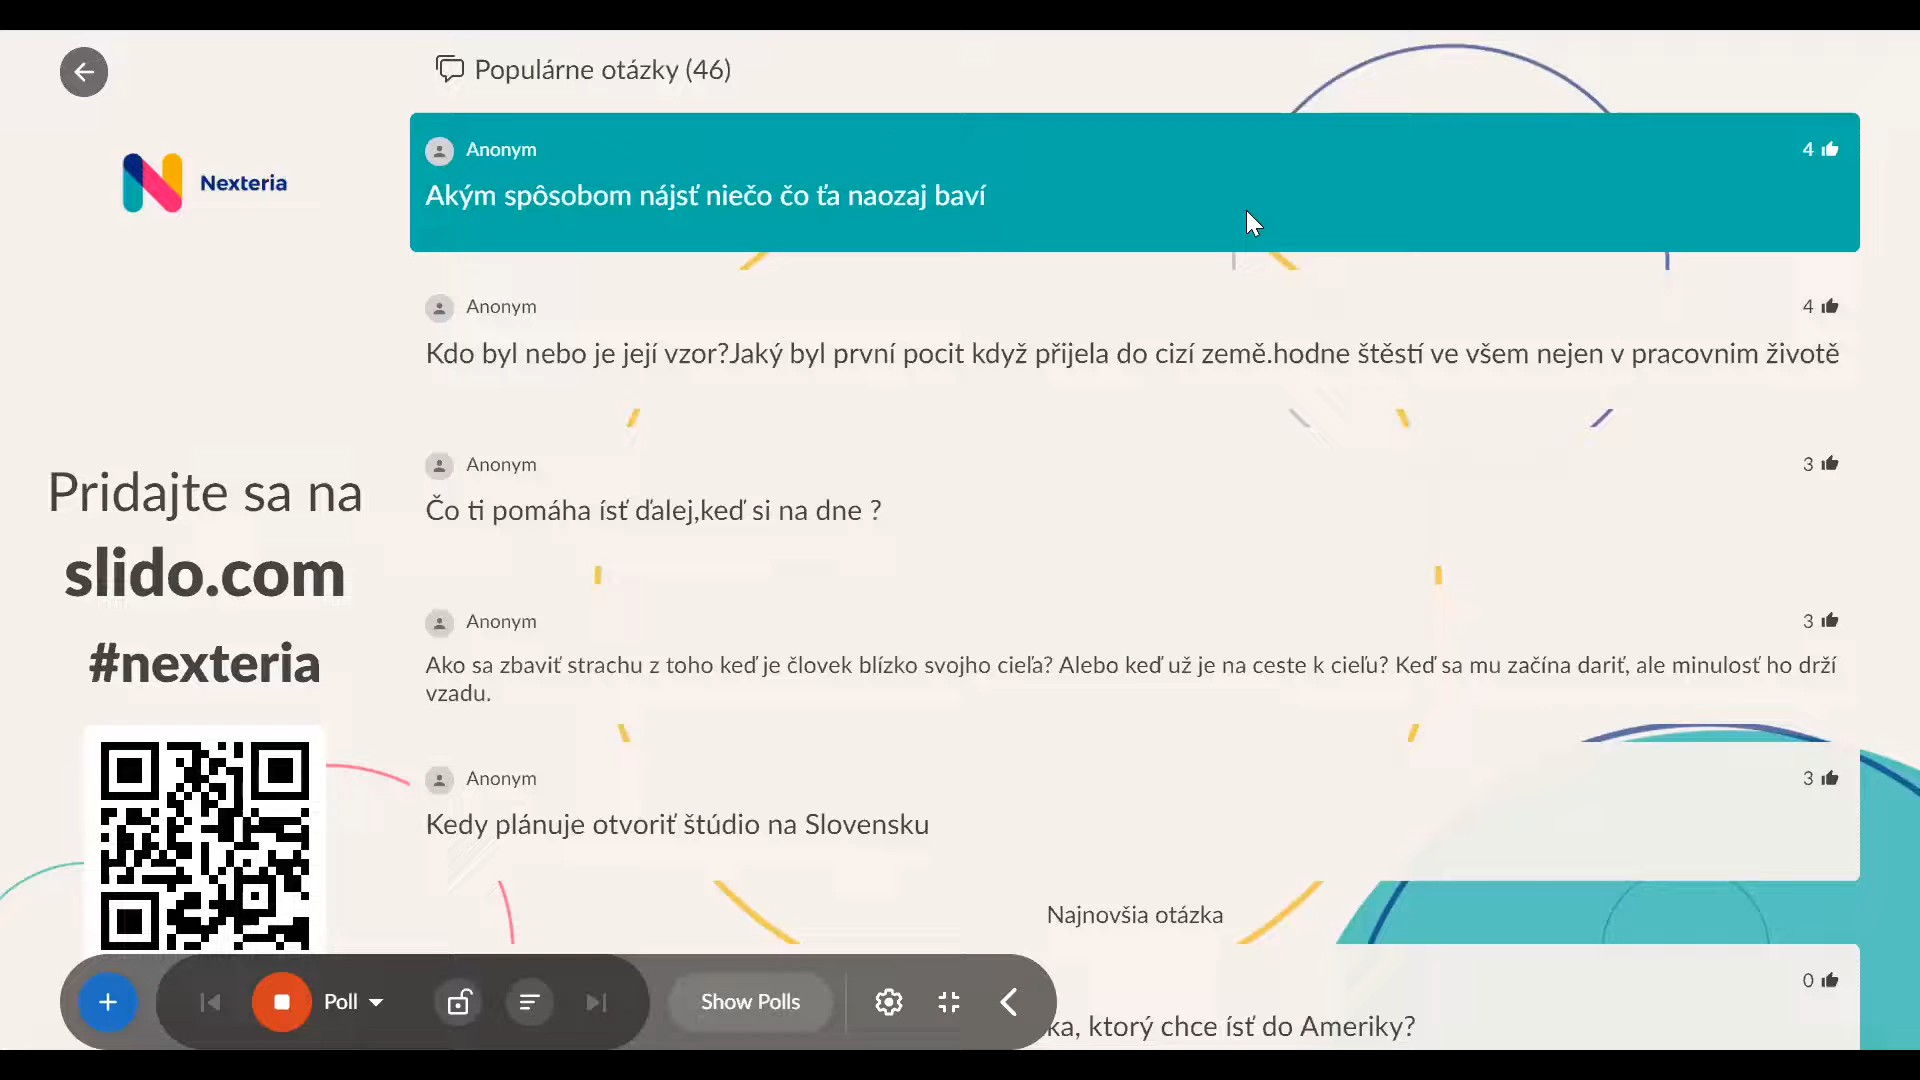 Populárne otázky (46)
Nexteria
Anonym
4
Akým spôsobom nájsť niečo čo ťa naozaj baví
Anonym
4
Kdo byl nebo je její vzor?Jaký byl první pocit když přijela do cizí země.hodne štěstí ve všem nejen v pracovnim životě
Anonym
3
Čo ti pomáha ísť ďalej,keď si na dne ?
Anonym
3
Ako sa zbaviť strachu z toho keď je človek blízko svojho cieľa? Alebo keď už je na ceste k cieľu? Keď sa mu začína dariť, ale minulosť ho drží
vzadu.
Anonym
3
Kedy plánuje otvoriť štúdio na Slovensku
Pridajte sa na
slido.com
#nexteria
Najnovšia otázka
0
ka, ktorý chce ísť do Ameriky?
Poll
Show Polls